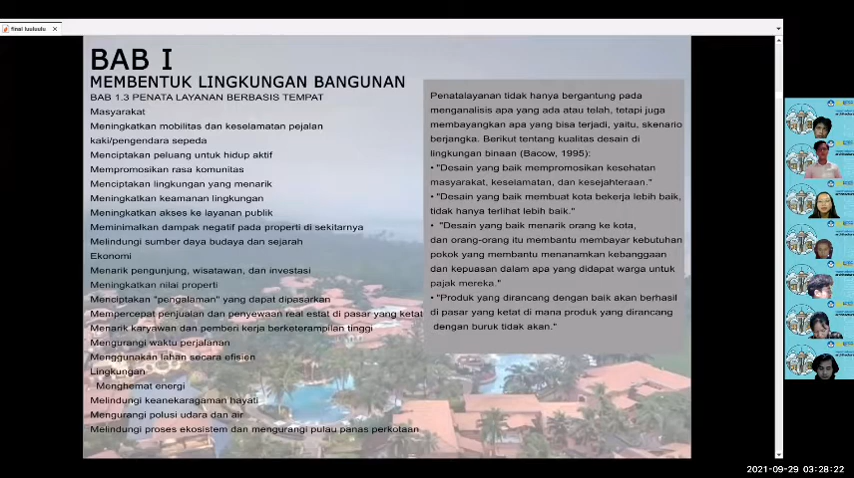 final luuluulu
BAB I
MEMBENTUK LINGKUNGAN BANGUNAN
BAB 1.3 PENATA LAYANAN BERBASIS TEMPAT
Masyarakat
Meningkatkan mobilitas dan keselamatan pejalan
kaki/pengendara sepeda
Menciptakan peluang untuk hidup aktif
Mempromosikan rasa komunitas
Menciptakan lingkungan yang menarik
Meningkatkan keamanan lingkungan
Meningkatkan akses ke layanan publik
Meminimalkan dampak negatif pada properti di sekitarnya
Melindungi sumber daya budaya dan sejarah
Ekonomi
Menarik pengunjung, wisatawan, dan investasi
Meningkatkan nilai properti
Menciptakan "pengalaman" yang dapat dipasarkan
Mempercepat penjualan dan penyewaan real estat di pasar yang ketat
Menarik karyawan dan pemberi kerja berketerampilan tinggi
Mengurangi waktu perjalanan
Menggunakan lahan secara efisien
Lingkungan
Menghemat energi
Melindungi keanekaragaman hayati
Mengurangi polusi udara dan air
Melindungi proses ekosistem dan mengurangi pulau panas perkotaan
Penatalayanan tidak hanya bergantung pada
menganalisis apa yang ada atau telah, tetapi juga
membayangkan apa yang bisa terjadi, yaitu, skenario
berjangka. Berikut tentang kualitas desain di
lingkungan binaan (Bacow, 1995):
• "Desain yang baik mempromosikan kesehatan
masyarakat, keselamatan, dan kesejahteraan."
• "Desain yang baik membuat kota bekerja lebih baik,
tidak hanya terlihat lebih baik."
• "Desain yang baik menarik orang ke kota,
dan orang-orang itu membantu membayar kebutuhan
pokok yang membantu menanamkan kebanggaan
dan kepuasan dalam apa yang didapat warga untuk
pajak mereka."
• "Produk yang dirancang dengan baik akan berhasil
di pasar yang ketat di mana produk yang dirancang
dengan buruk tidak akan."
2021-09-29 03:28:22